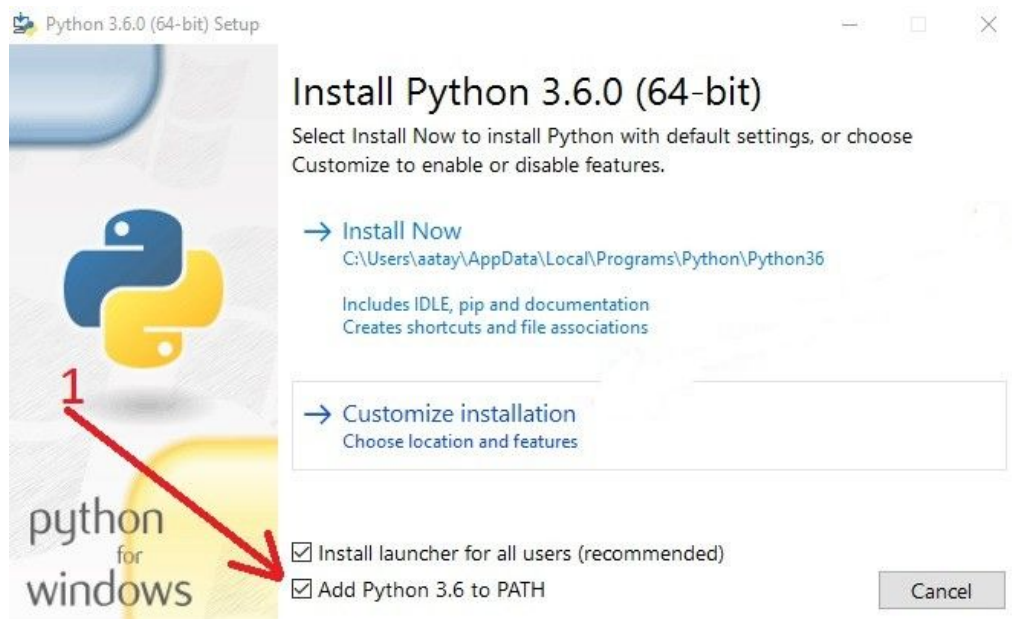 Python 3.6.0 (64-bit) Setup
Install Python 3.6.0 (64-bit)
Select Install Now to install Python with default settings, or choose
Customize to enable or disable features.
Install Now
C:\Users\aatay\AppData\Local\Programs\Python\Python36
Includes IDLE, pip and documentation
Creates shortcuts and file associations
1
Customize installation
Choose location and features
python
for
windows
Install launcher for all users (recommended)
Add Python 3.6 to PATH
Cancel